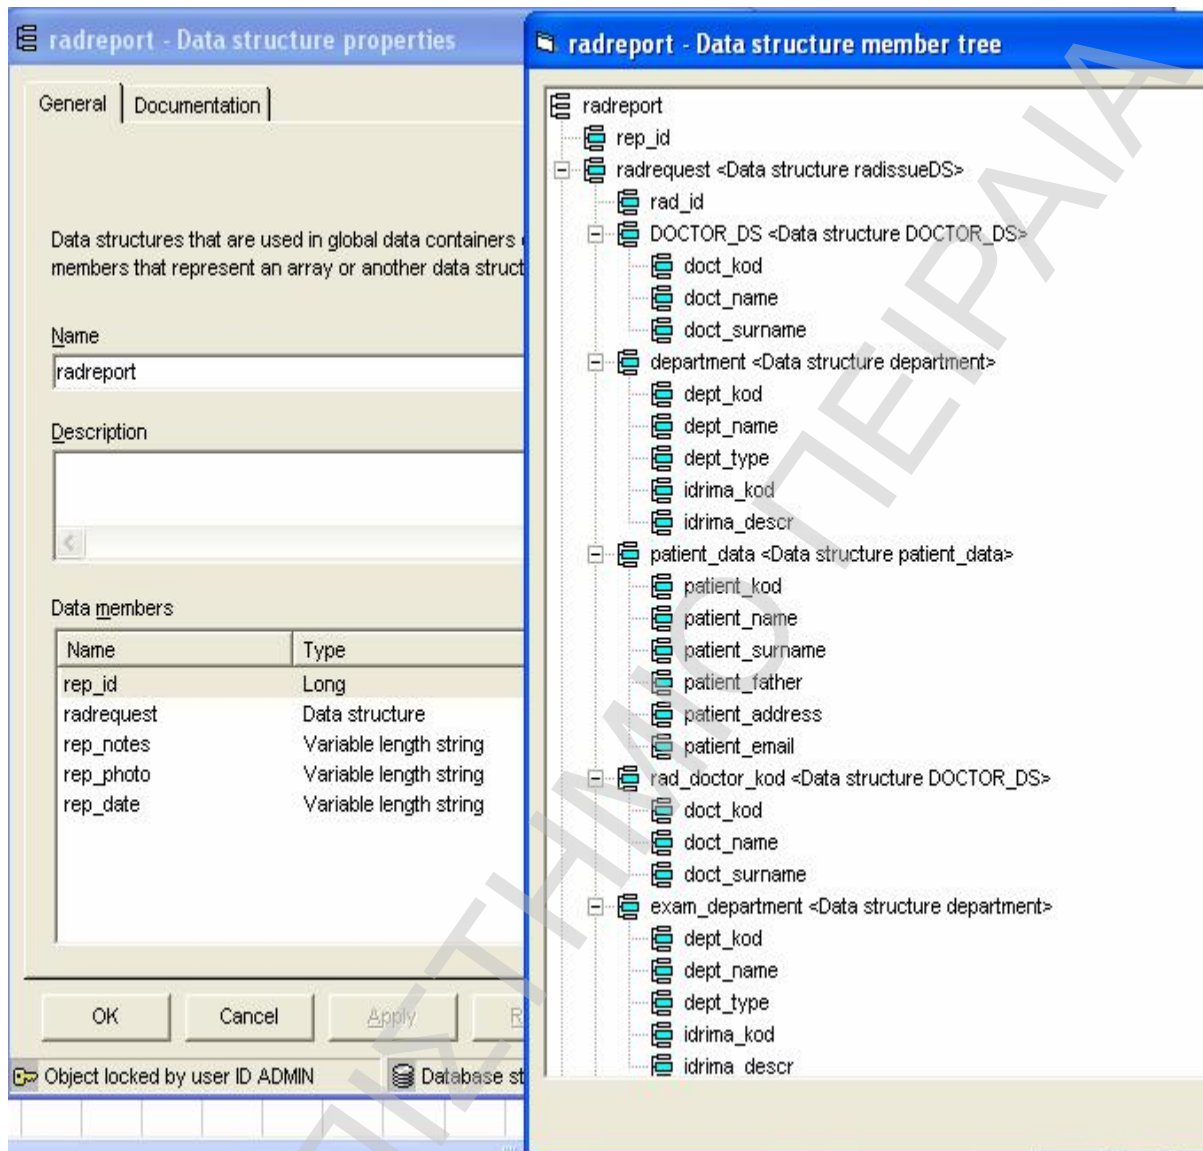 radreport - Data structure properties
General
Documentation
Data structures that are used in global data containers
members that represent an array or another data struct
Name
radreport
Description
Data members
Name Type
rep_id Long
radrequest Data structure
rep_notes Variable length string
rep_photo Variable length string
rep_date Variable length string
OK
Cancel
Apply
R
Object locked by user ID ADMIN
Database st
radreport - Data structure member tree
radreport
rep_id
radrequest <Data structure radissueDS>
rad_id
DOCTOR_DS <Data structure DOCTOR_DS>
doct_kod
doct_name
doct_surname
department <Data structure department>
dept_kod
dept_name
dept_type
idrima_kod
idrima_descr
patient_data <Data structure patient_data>
patient_kod
patient_name
patient_surname
patient_father
patient_address
patient_email
rad_doctor_kod <Data structure DOCTOR_DS>
doct_kod
doct_name
doct_surname
exam_department <Data structure department>
dept_kod
dept_name
dept_type
idrima_kod
idrima_descr
ΠΙΣΤΗΜΙΟ ΠΕΙΡΑΙΑ